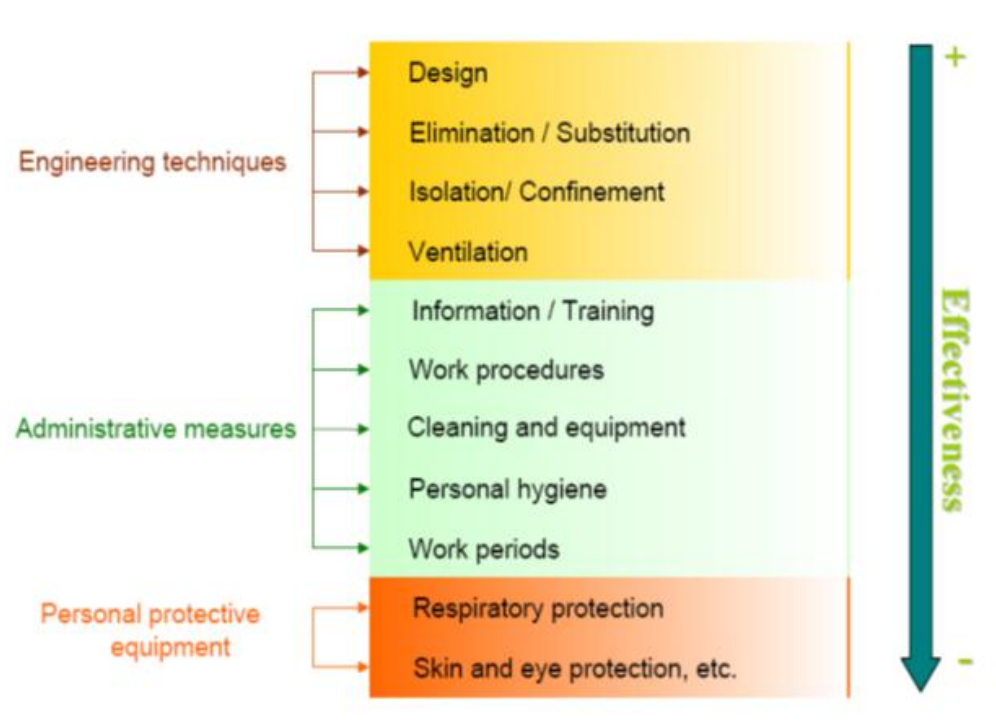 Engineering techniques
Design
Elimination / Substitution
Isolation/ Confinement
Ventilation
Administrative measures
Information / Training
Work procedures
Cleaning and equipment
Personal hygiene
Work periods
Personal protective
equipment
Respiratory protection
Skin and eye protection, etc.
+
Effectiveness
-